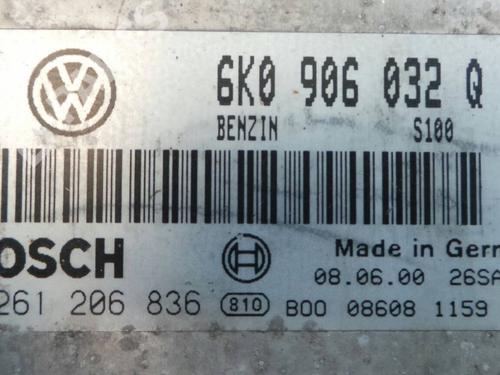 6K0 906 032 Q
BENZIN S100
OSCH Made in Germ
08.06.00 26SA
261 206 836 810 B00 08608 1159